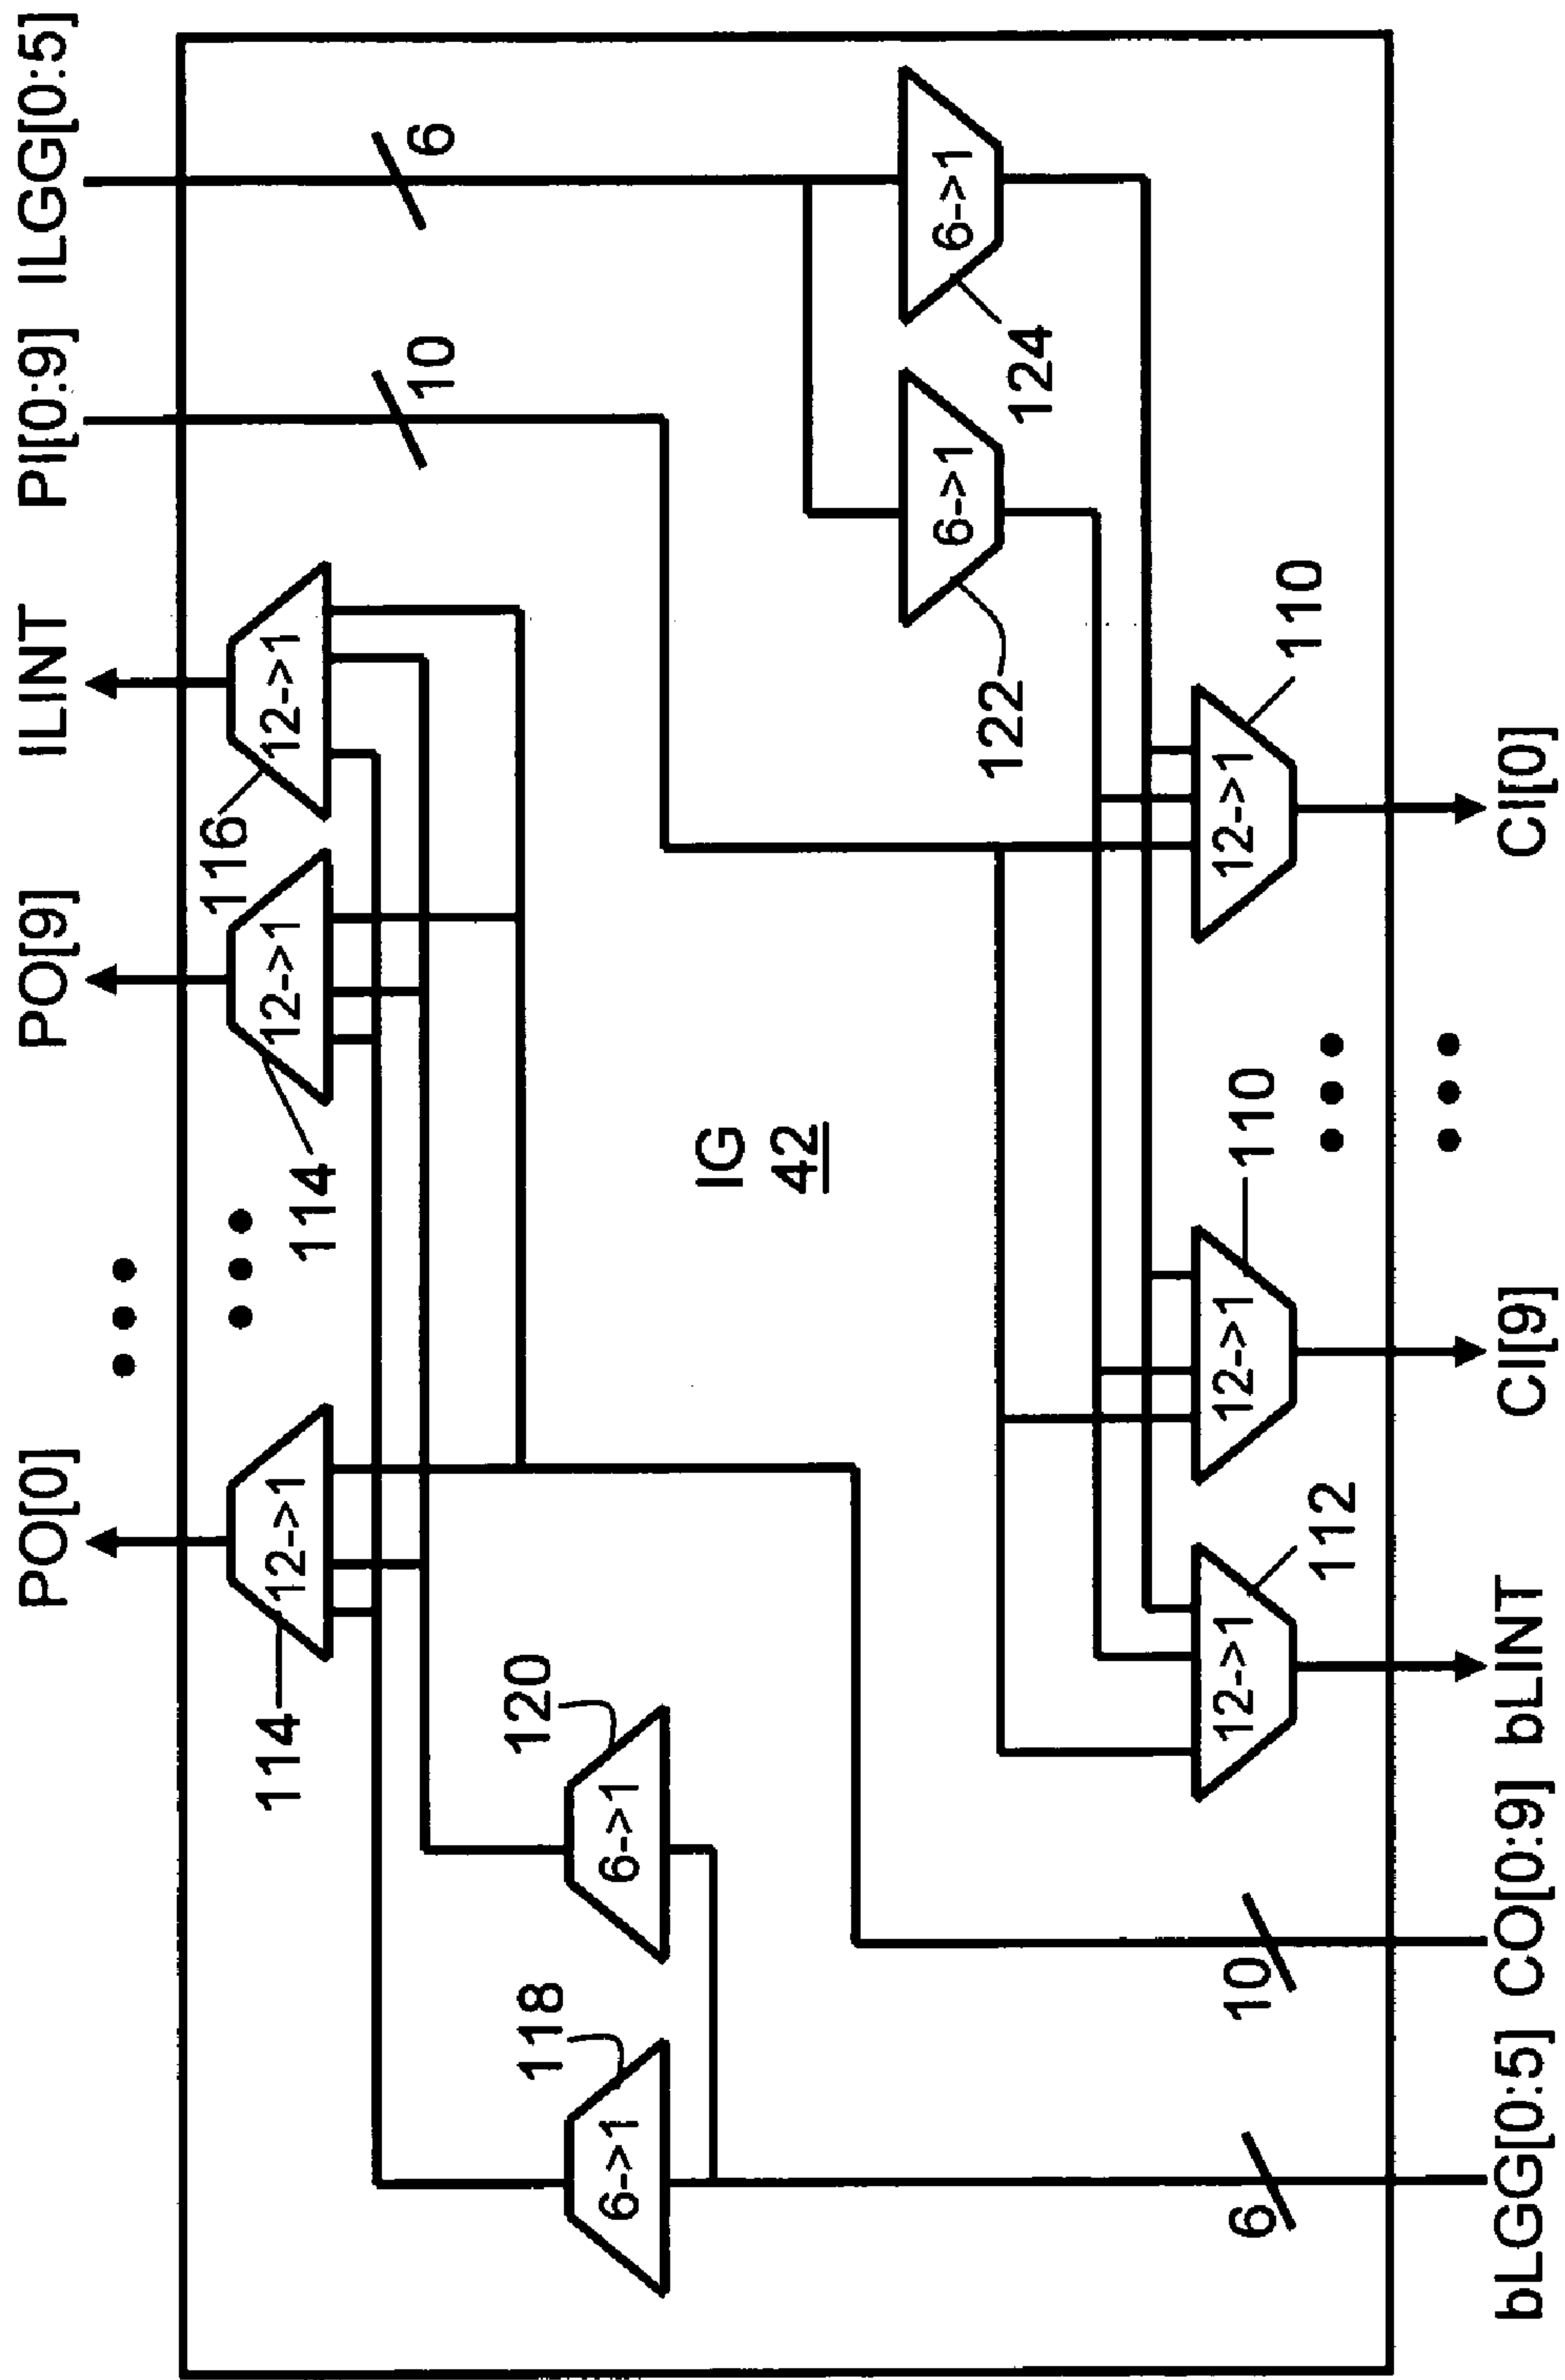 PO[0] PO[9] ILINT PI[0:9] ILGG[0:5]
116
12->1 12->1 12->1
114 114
10 6
118 120
6->1 6->1
IG
42
6->1 6->1
122 124
12->1 12->1 12->1
6 10
110 110
112
bLGG[0:5] CO[0:9] bLINT CI[9] CI[0]